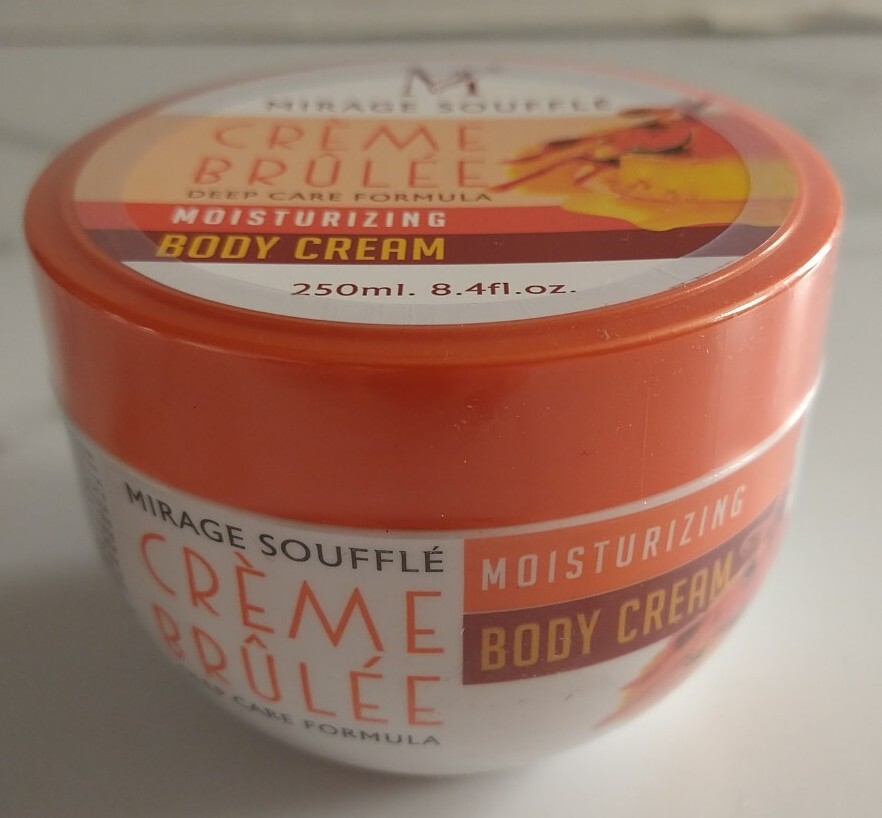 M
MIRAGE SOUFFLÉ
CRÈME
BRÛLÉE
DEEP CARE FORMULA
MOISTURIZING
BODY CREAM
250ml. 8.4fl.oz.
MIRAGE SOUFFLÉ
CRÈME
BRÛLÉE
DEEP CARE FORMULA
MOISTURIZING
BODY CREAM